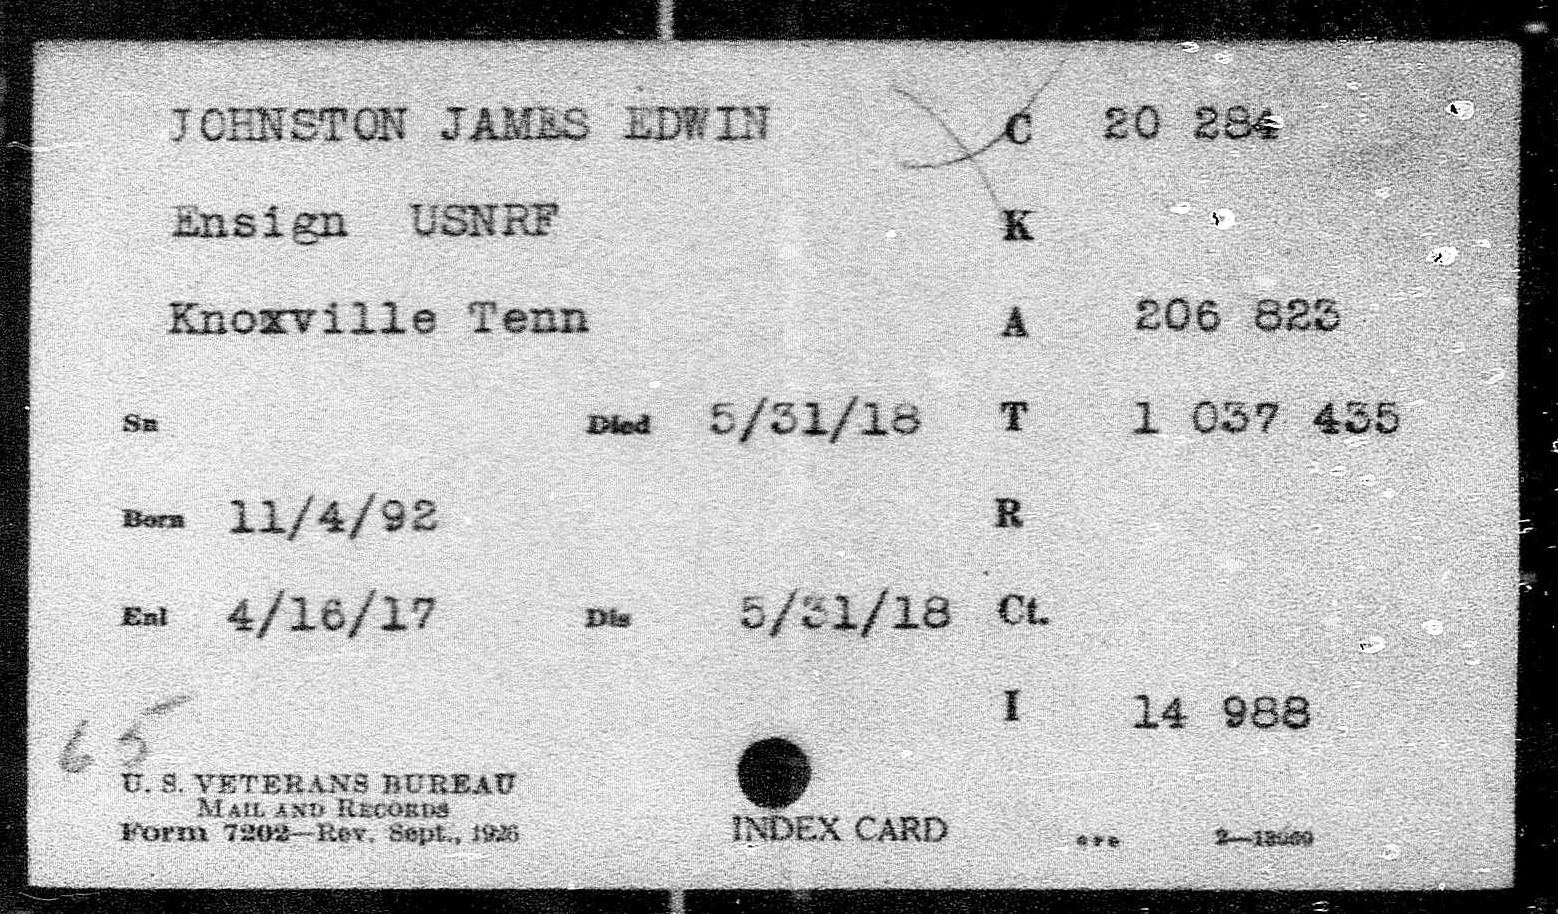 JOHNSTON JAMES EDWIN C 20 284
Ensign USNRF K
Knoxville Tenn A 206 823
Sn Died 5/31/18 T 1 037 435
Born 11/4/92 R
Enl 4/16/17 Dis 5/31/18 Ct.
I 14 988
65
U. S. VETERANS BUREAU
MAIL AND RECORDS
Form 7202—Rev. Sept., 1926
INDEX CARD